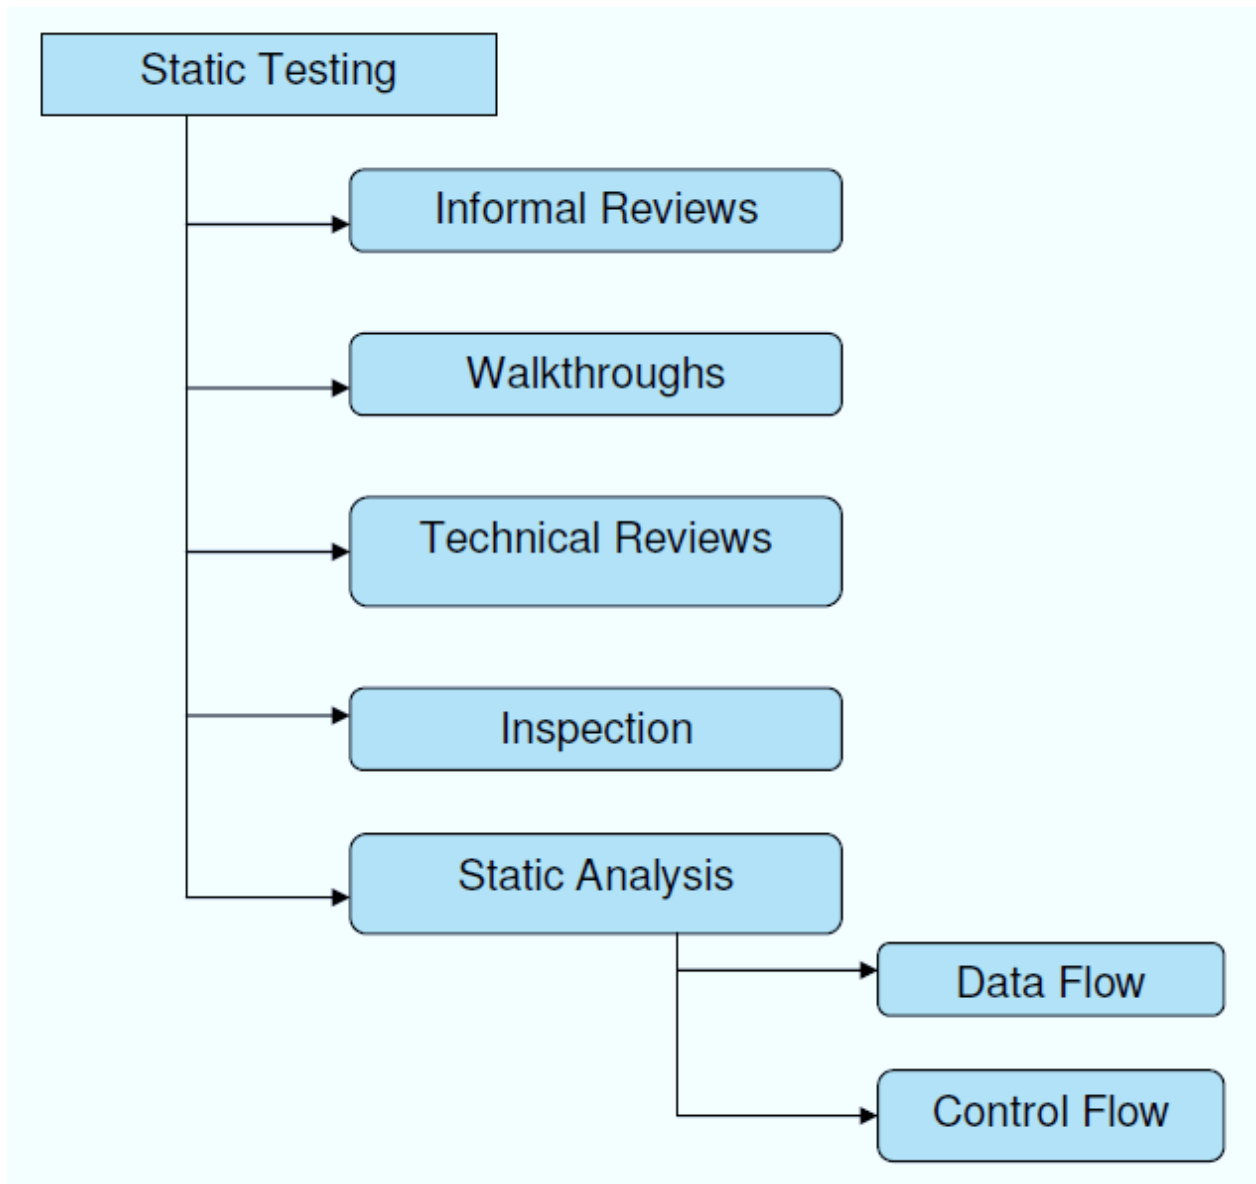 Static Testing
Informal Reviews
Walkthroughs
Technical Reviews
Inspection
Static Analysis
Data Flow
Control Flow